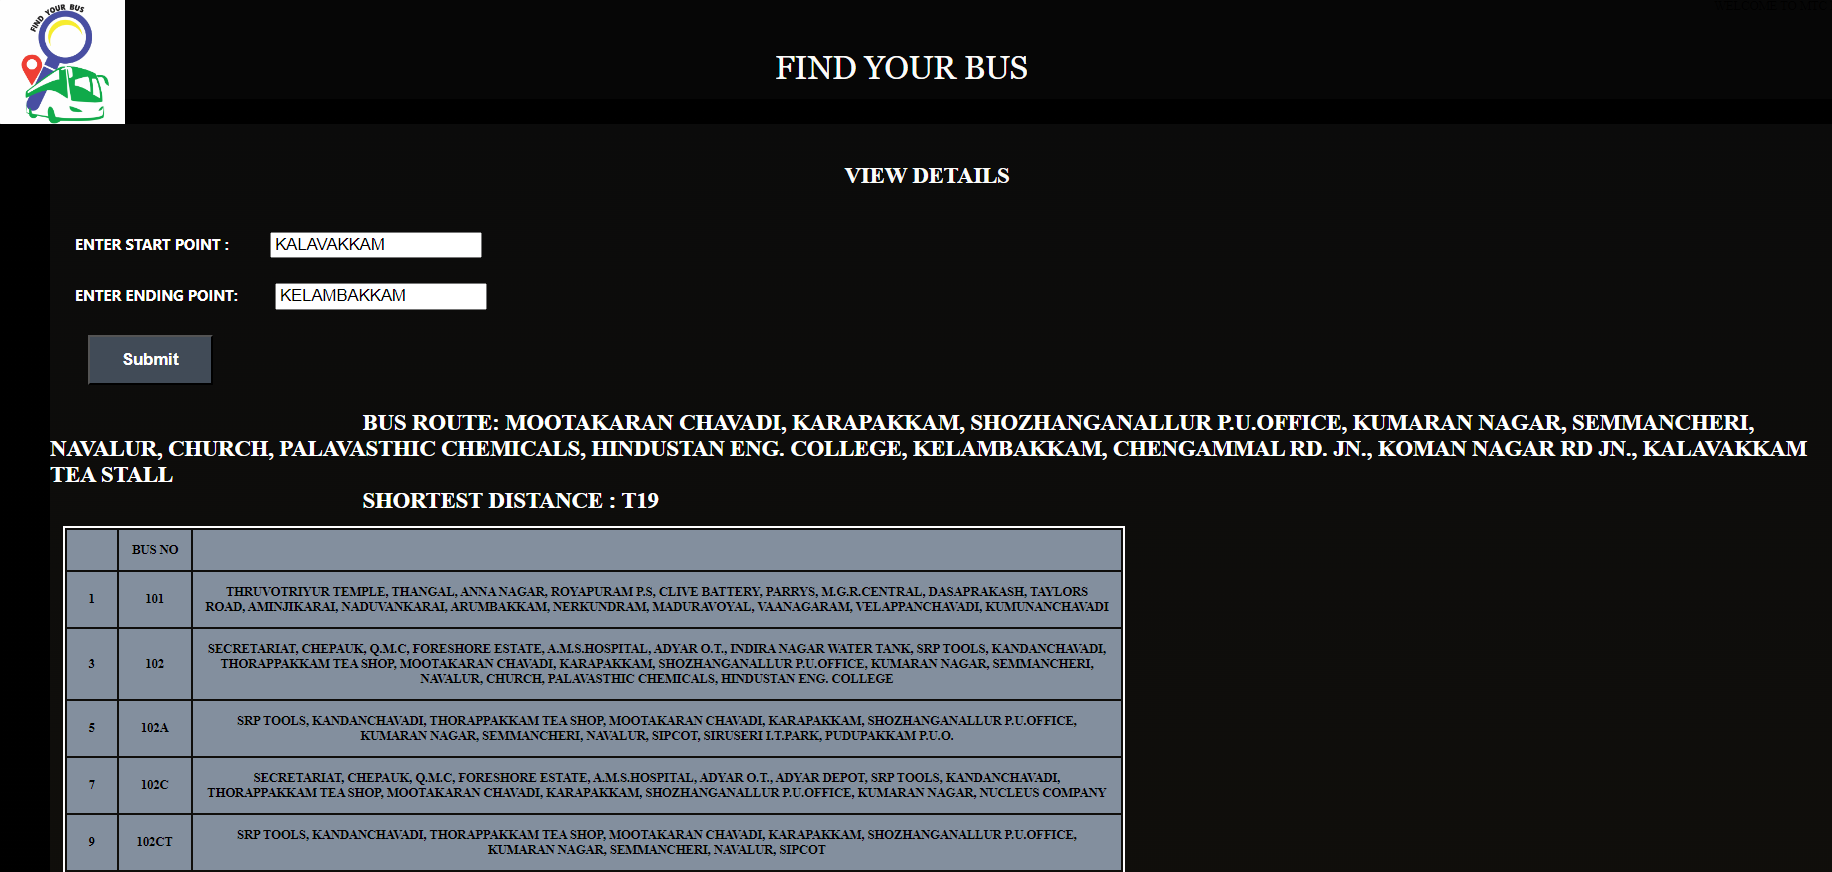 FIND YOUR BUS
FIND YOUR BUS
VIEW DETAILS
ENTER START POINT : KALAVAKKAM
ENTER ENDING POINT: KELAMBAKKAM
Submit
BUS ROUTE: MOOTAKARAN CHAVADI, KARAPAKKAM, SHOZHANGANALLUR P.U.OFFICE, KUMARAN NAGAR, SEMMANCHERI,
NAVALUR, CHURCH, PALAVASTHIC CHEMICALS, HINDUSTAN ENG. COLLEGE, KELAMBAKKAM, CHENGAMMAL RD. JN., KOMAN NAGAR RD JN., KALAVAKKAM
TEA STALL
SHORTEST DISTANCE : T19
BUS NO
1 101 THRUVOTRIYUR TEMPLE, THANGAL, ANNA NAGAR, ROYAPURAM P.S, CLIVE BATTERY, PARRYS, M.G.R.CENTRAL, DASAPRAKASH, TAYLORS
ROAD, AMINJIKARAI, NADUVANKARAI, ARUMBAKKAM, NERKUNDRAM, MADURAVOYAL, VAANAGARAM, VELAPPANCHAVADI, KUMUNANCHAVADI
3 102 SECRETARIAT, CHEPAUK, Q.M.C, FORESHORE ESTATE, A.M.S.HOSPITAL, ADYAR O.T., INDIRA NAGAR WATER TANK, SRP TOOLS, KANDANCHAVADI,
THORAPPAKKAM TEA SHOP, MOOTAKARAN CHAVADI, KARAPAKKAM, SHOZHANGANALLUR P.U.OFFICE, KUMARAN NAGAR, SEMMANCHERI,
NAVALUR, CHURCH, PALAVASTHIC CHEMICALS, HINDUSTAN ENG. COLLEGE
5 102A SRP TOOLS, KANDANCHAVADI, THORAPPAKKAM TEA SHOP, MOOTAKARAN CHAVADI, KARAPAKKAM, SHOZHANGANALLUR P.U.OFFICE,
KUMARAN NAGAR, SEMMANCHERI, NAVALUR, SIPCOT, SIRUSERI I.T.PARK, PUDUPAKKAM P.U.O.
7 102C SECRETARIAT, CHEPAUK, Q.M.C, FORESHORE ESTATE, A.M.S.HOSPITAL, ADYAR O.T., ADYAR DEPOT, SRP TOOLS, KANDANCHAVADI,
THORAPPAKKAM TEA SHOP, MOOTAKARAN CHAVADI, KARAPAKKAM, SHOZHANGANALLUR P.U.OFFICE, KUMARAN NAGAR, NUCLEUS COMPANY
9 102CT SRP TOOLS, KANDANCHAVADI, THORAPPAKKAM TEA SHOP, MOOTAKARAN CHAVADI, KARAPAKKAM, SHOZHANGANALLUR P.U.OFFICE,
KUMARAN NAGAR, SEMMANCHERI, NAVALUR, SIPCOT